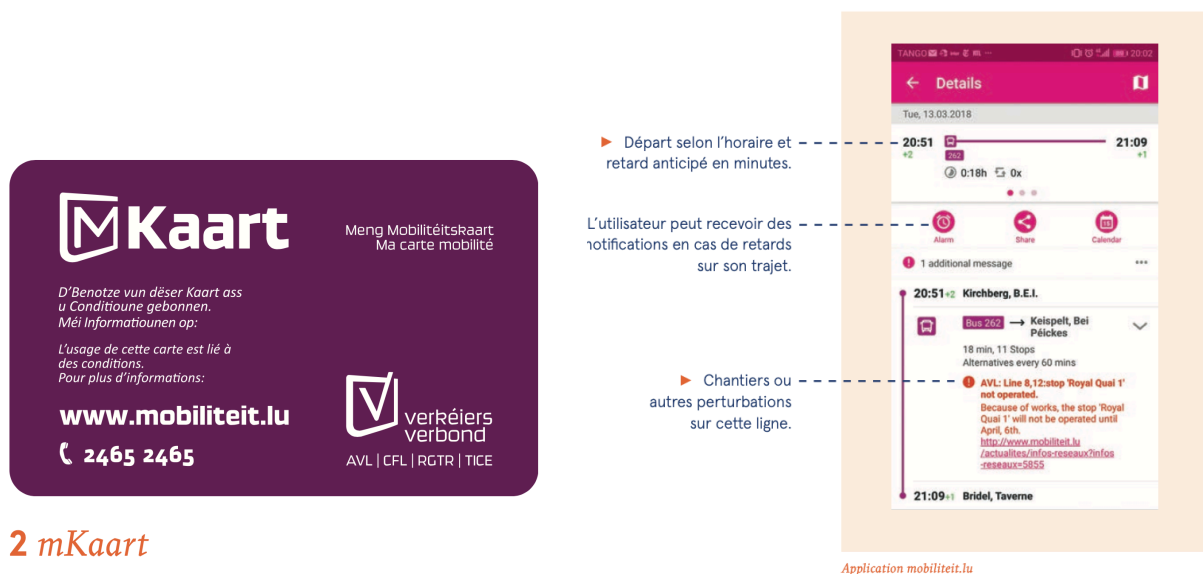 MKaart
Meng Mobilitéitskaart
Ma carte mobilité
D'Benotze vun dëser Kaart ass
u Conditioune gebonnen.
Méi Informatiounen op:
L'usage de cette carte est lié à
des conditions.
Pour plus d'informations:
www.mobiliteit.lu
2465 2465
verkéiers
verbond
AVL | CFL | RGTR | TICE
2 mKaart
► Départ selon l'horaire et
retard anticipé en minutes.
L'utilisateur peut recevoir des
notifications en cas de retards
sur son trajet.
► Chantiers ou
autres perturbations
sur cette ligne.
TANGO
20:02
Details
Tue, 13.03.2018
20:51 21:09
+2 262 +1
0:18h 0x
Alarm Share Calendar
1 additional message
20:51 +2 Kirchberg, B.E.I.
Bus 262 → Keispelt, Bei
Péickes
18 min, 11 Stops
Alternatives every 60 mins
AVL: Line 8,12:stop 'Royal Quai 1'
not operated.
Because of works, the stop 'Royal
Quai 1' will not be operated until
April, 6th.
http://www.mobiliteit.lu
/actualites/infos-reseaux?infos
-reseaux=5855
21:09 +1 Bridel, Taverne
Application mobiliteit.lu